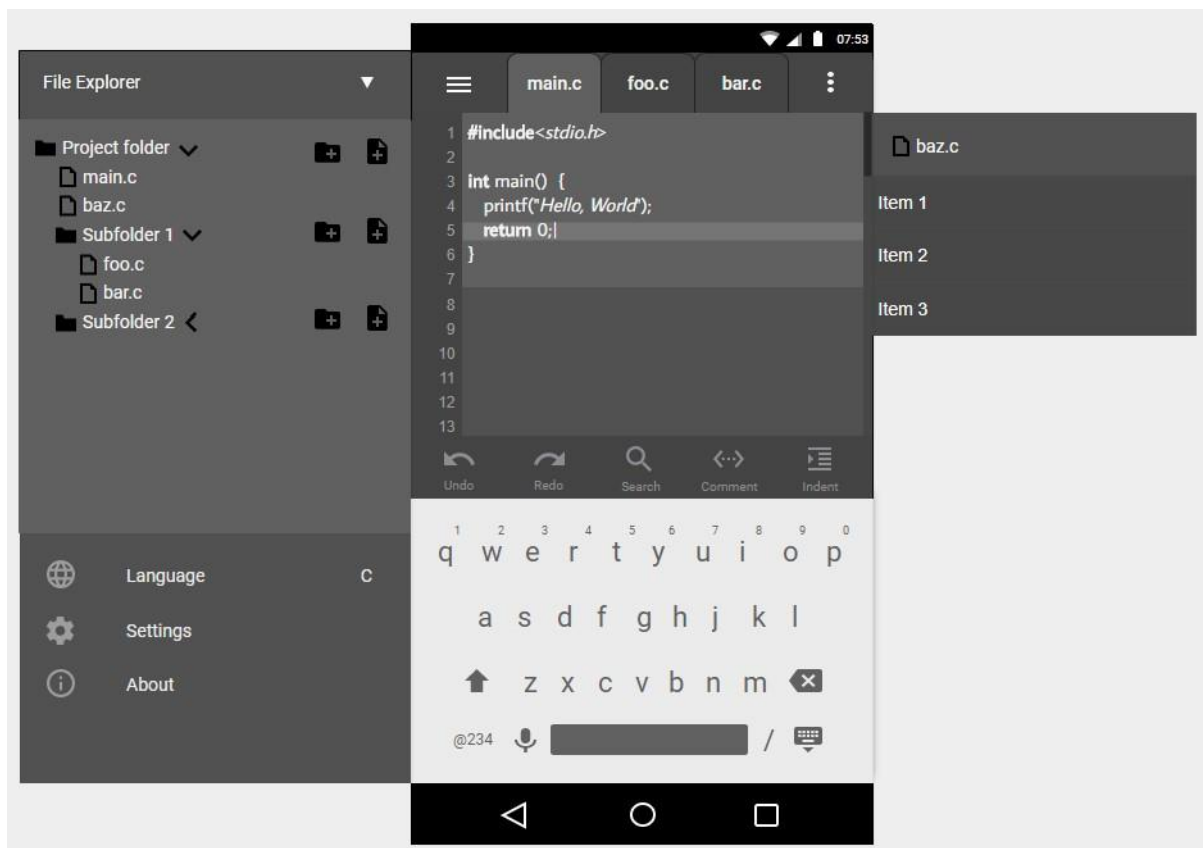 07:53
File Explorer
main.c foo.c bar.c
Project folder
main.c
baz.c
Subfolder 1
foo.c
bar.c
Subfolder 2
1 #include<stdio.h>
2
3 int main() {
4 printf("Hello, World");
5 return 0;|
6 }
7
8
9
10
11
12
13
baz.c
Item 1
Item 2
Item 3
Undo Redo Search Comment Indent
Language C
Settings
About
1 2 3 4 5 6 7 8 9 0
q w e r t y u i o p
a s d f g h j k l
z x c v b n m
@234 /